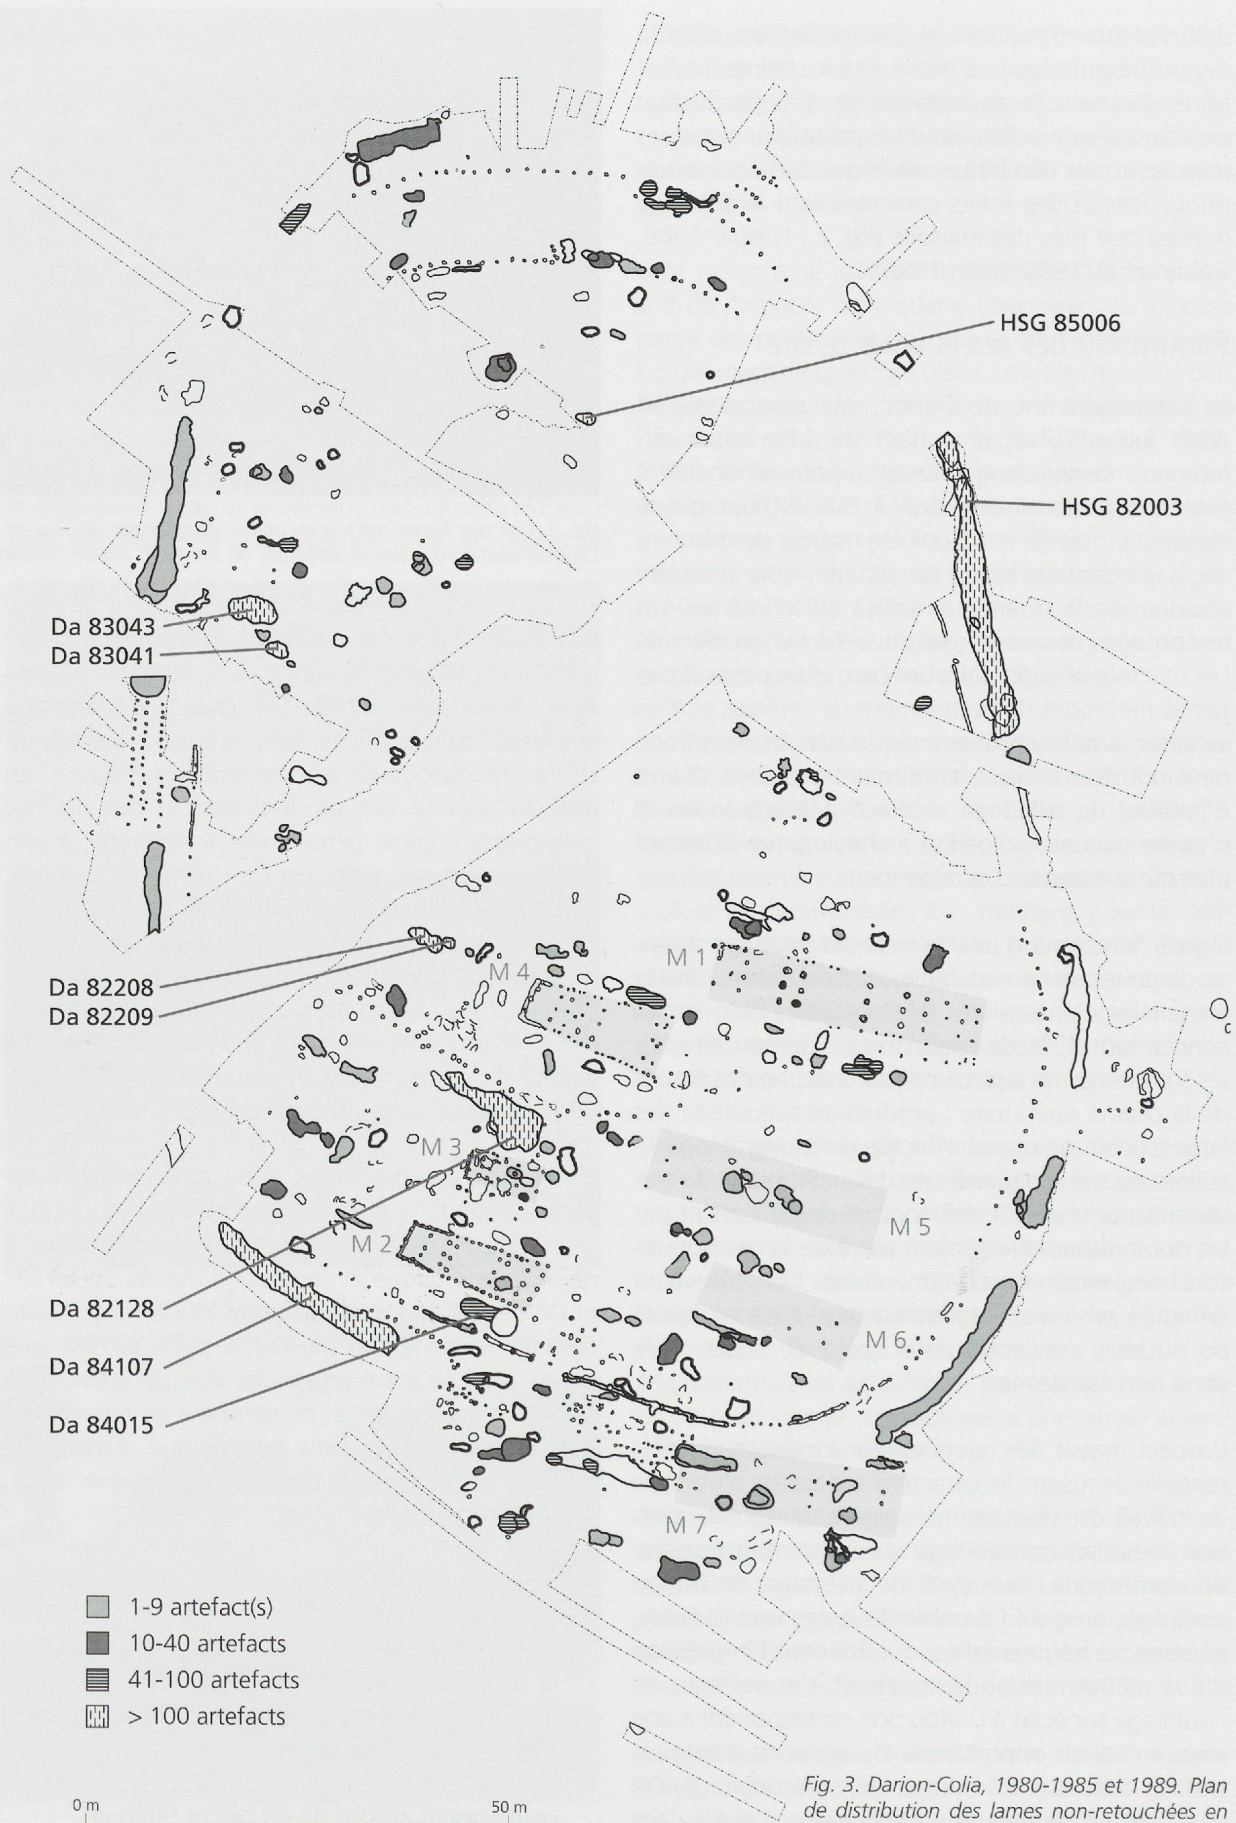 HSG 85006
HSG 82003
Da 83043
Da 83041
Da 82208
Da 82209
M 4
M 1
M 3
M 5
M 2
M 6
Da 82128
Da 84107
Da 84015
M 7
1-9 artefact(s)
10-40 artefacts
41-100 artefacts
> 100 artefacts
0 m
50 m
Fig. 3. Darion-Colia, 1980-1985 et 1989. Plan
de distribution des lames non-retouchées en